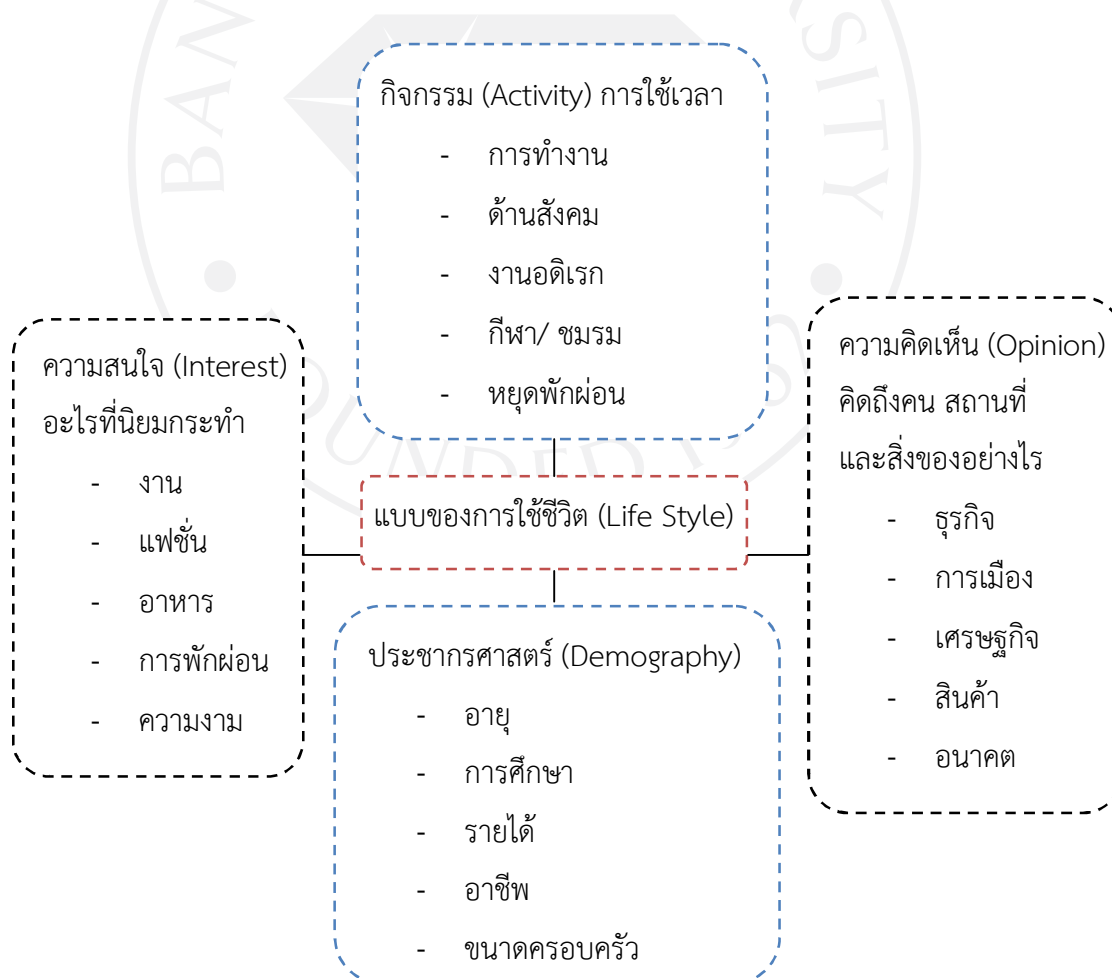 กิจกรรม (Activity) การใช้เวลา
- การทำงาน
- ด้านสังคม
- งานอดิเรก
- กีฬา/ ชมรม
- หยุดพักผ่อน
ความสนใจ (Interest)
อะไรที่นิยมกระทำ
- งาน
- แฟชั่น
- อาหาร
- การพักผ่อน
- ความงาม
แบบของการใช้ชีวิต (Life Style)
ความคิดเห็น (Opinion)
คิดถึงคน สถานที่
และสิ่งของอย่างไร
- ธุรกิจ
- การเมือง
- เศรษฐกิจ
- สินค้า
- อนาคต
ประชากรศาสตร์ (Demography)
- อายุ
- การศึกษา
- รายได้
- อาชีพ
- ขนาดครอบครัว